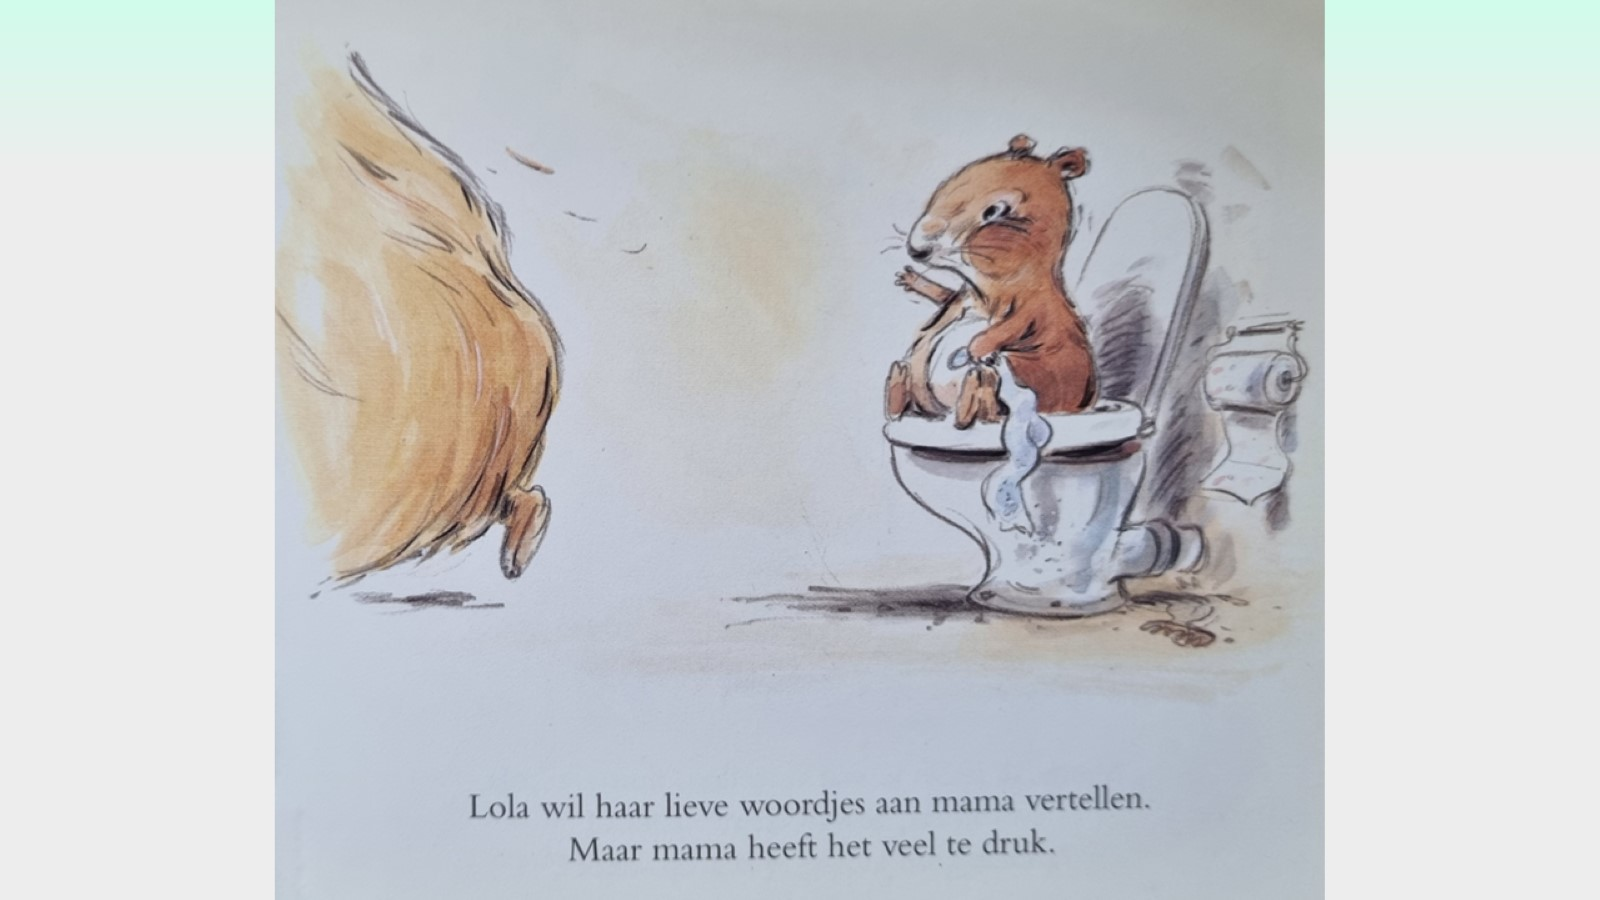 Lola wil haar lieve woordjes aan mama vertellen.
Maar mama heeft het veel te druk.